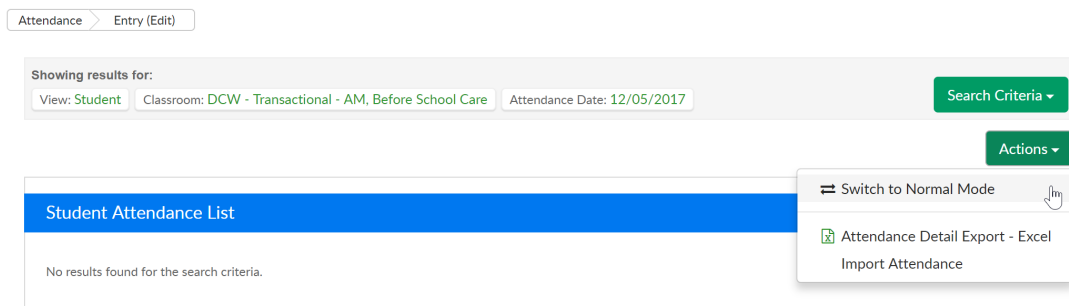 Attendance Entry (Edit)
Showing results for:
View: Student Classroom: DCW - Transactional - AM, Before School Care Attendance Date: 12/05/2017
Search Criteria
Actions
Switch to Normal Mode
Student Attendance List
Attendance Detail Export - Excel
Import Attendance
No results found for the search criteria.